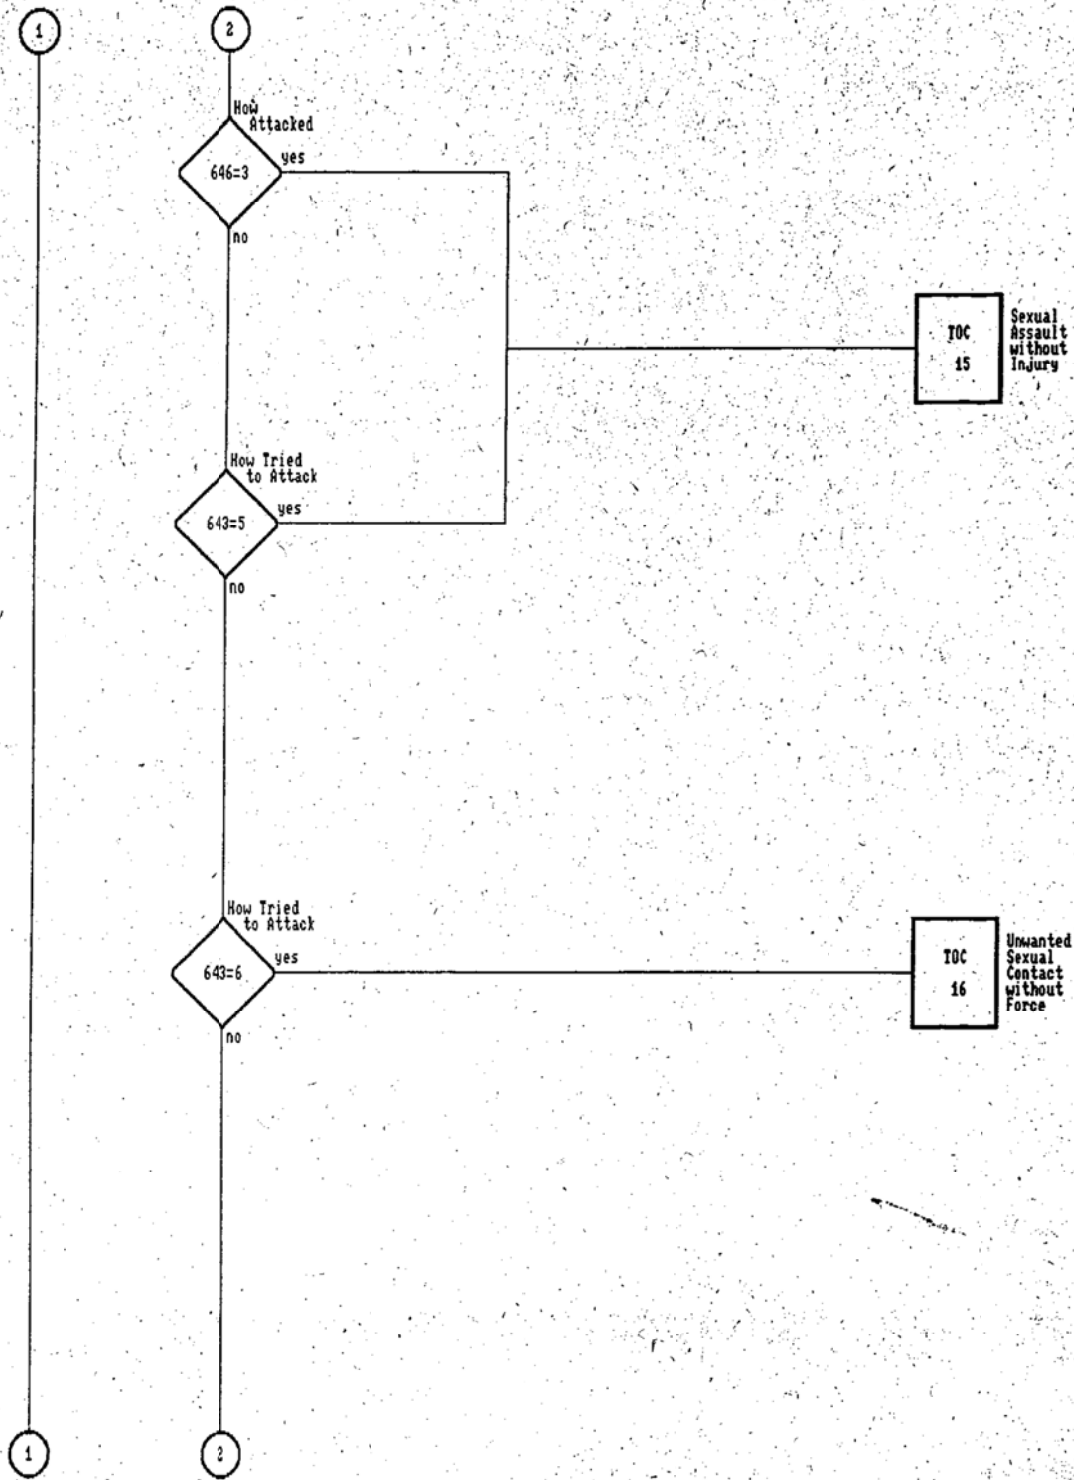 1
2
How
Attacked
646=3
yes
no
TOC
15
Sexual
Assault
without
Injury
How Tried
to Attack
643=5
yes
no
How Tried
to Attack
643=6
yes
no
TOC
16
Unwanted
Sexual
Contact
without
Force
1
2